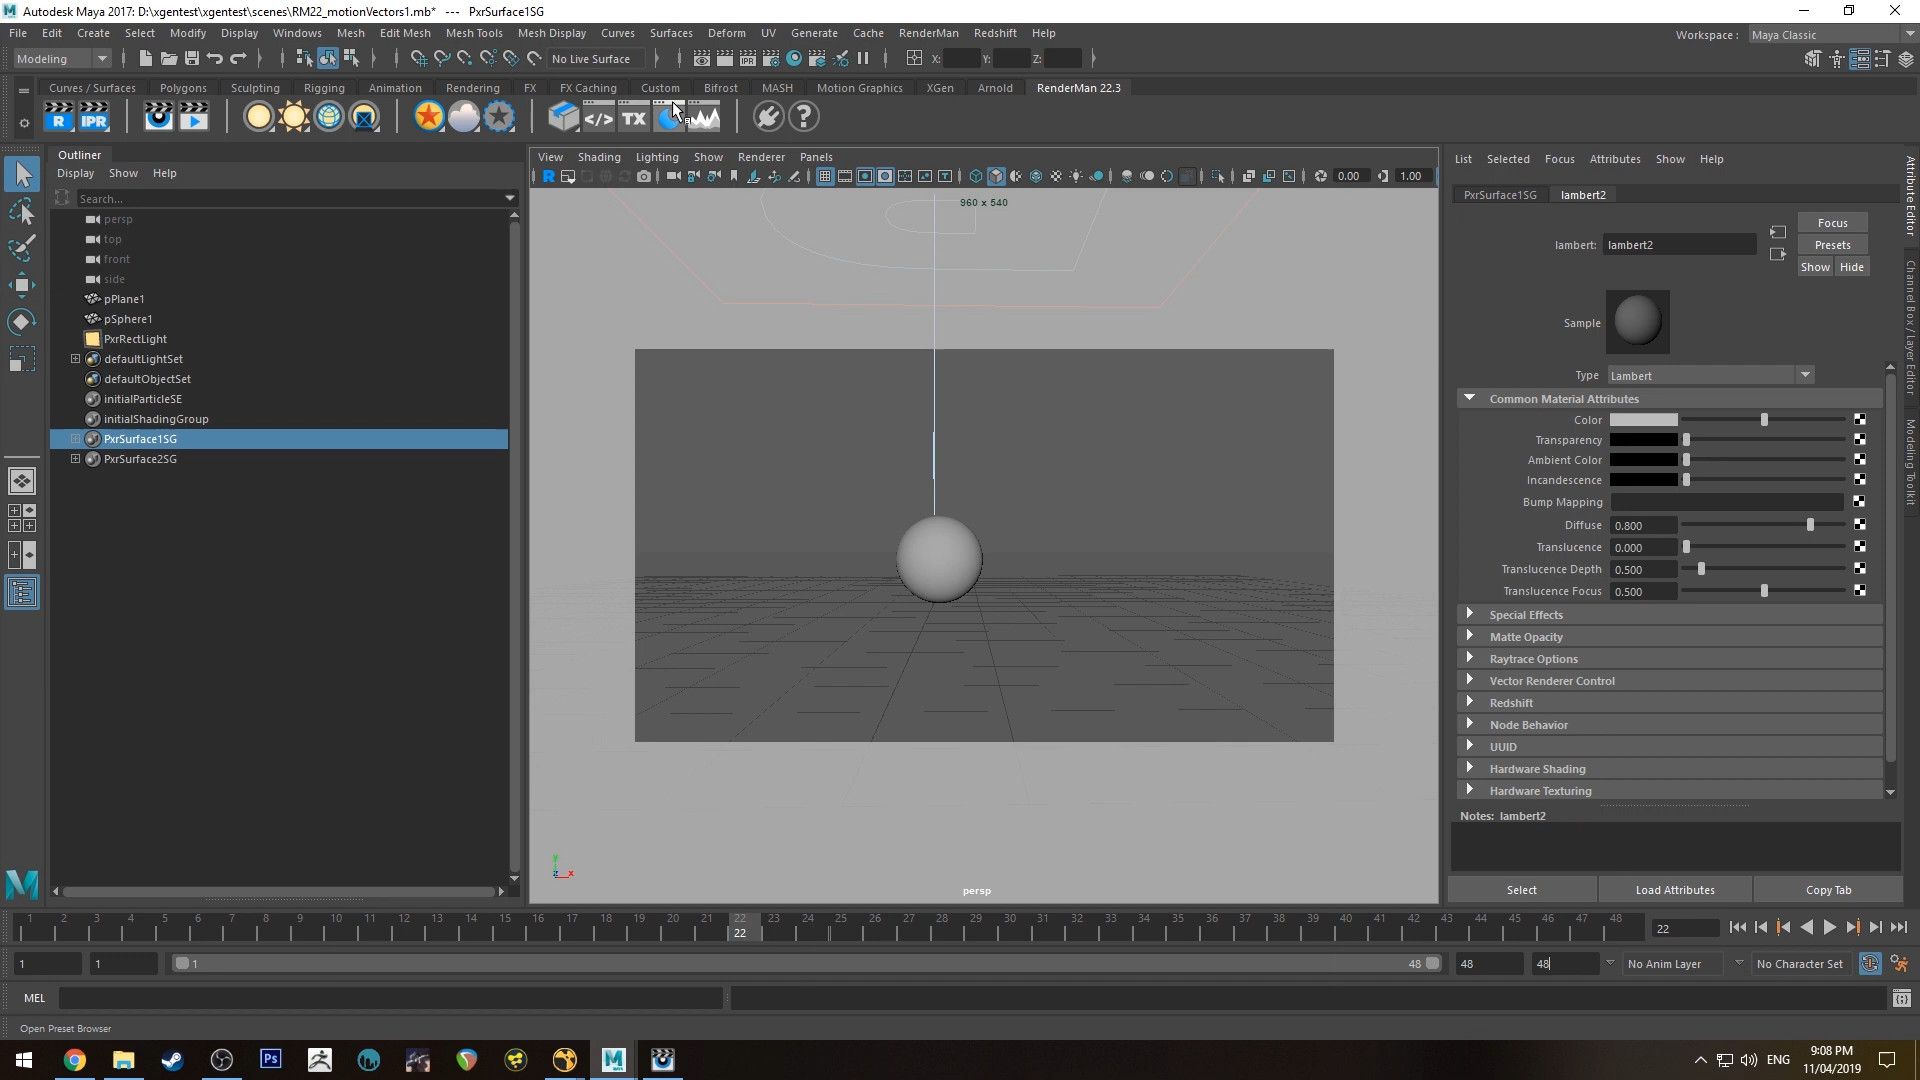 Autodesk Maya 2017: D:\xgentest\xgentest\scenes\RM22_motionVectors1.mb* --- PxrSurface1SG
File Edit Create Select Modify Display Windows Mesh Edit Mesh Mesh Tools Mesh Display Curves Surfaces Deform UV Generate Cache RenderMan Redshift Help
Workspace : Maya Classic
Modeling No Live Surface X: Y: Z:
Curves / Surfaces Polygons Sculpting Rigging Animation Rendering FX FX Caching Custom Bifrost MASH Motion Graphics XGen Arnold RenderMan 22.3
R IPR </> TX ?
Outliner
Display Show Help
Search...
persp
top
front
side
pPlane1
pSphere1
PxrRectLight
defaultLightSet
defaultObjectSet
initialParticleSE
initialShadingGroup
PxrSurface1SG
PxrSurface2SG
View Shading Lighting Show Renderer Panels
R 0.00 1.00
960 x 540
persp
y
z x
List Selected Focus Attributes Show Help
PxrSurface1SG lambert2
lambert: lambert2
Focus
Presets
Show Hide
Sample
Type Lambert
Common Material Attributes
Color
Transparency
Ambient Color
Incandescence
Bump Mapping
Diffuse 0.800
Translucence 0.000
Translucence Depth 0.500
Translucence Focus 0.500
Special Effects
Matte Opacity
Raytrace Options
Vector Renderer Control
Redshift
Node Behavior
UUID
Hardware Shading
Hardware Texturing
Notes: lambert2
Select Load Attributes Copy Tab
Attribute Editor
Channel Box / Layer Editor
Modeling Toolkit
1 2 3 4 5 6 7 8 9 10 11 12 13 14 15 16 17 18 19 20 21 22 23 24 25 26 27 28 29 30 31 32 33 34 35 36 37 38 39 40 41 42 43 44 45 46 47 48
22
22
1 1 1 48 48 48 No Anim Layer No Character Set
MEL
Open Preset Browser
Ps M MAYA ENG
9:08 PM
11/04/2019